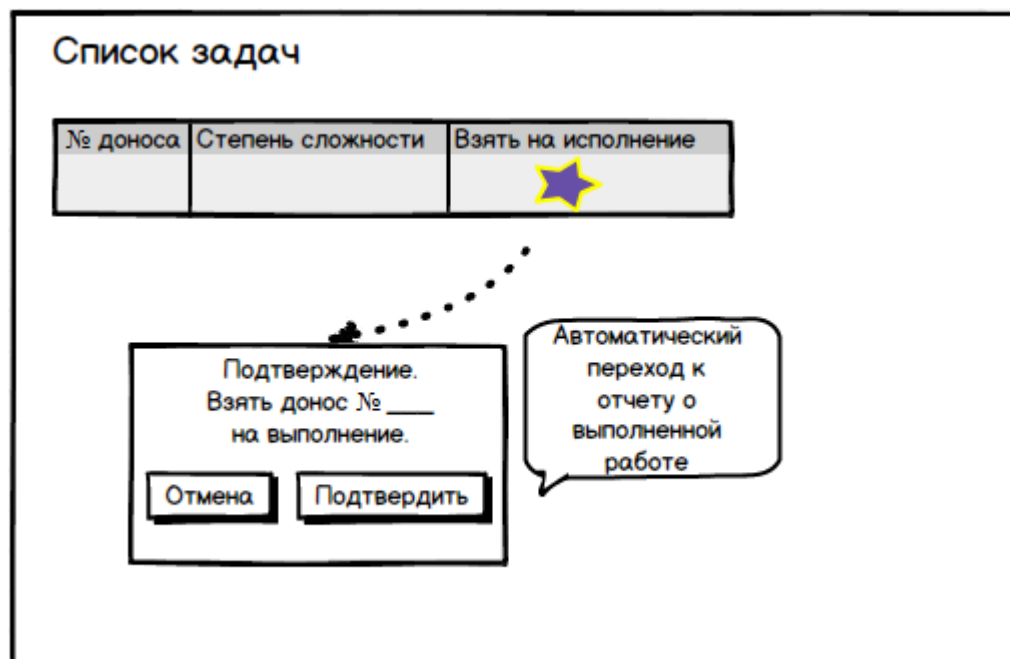 Список задач
№ доноса Степень сложности Взять на исполнение
Подтверждение.
Взять донос № ___
на выполнение.
Отмена Подтвердить
Автоматический
переход к
отчету о
выполненной
работе